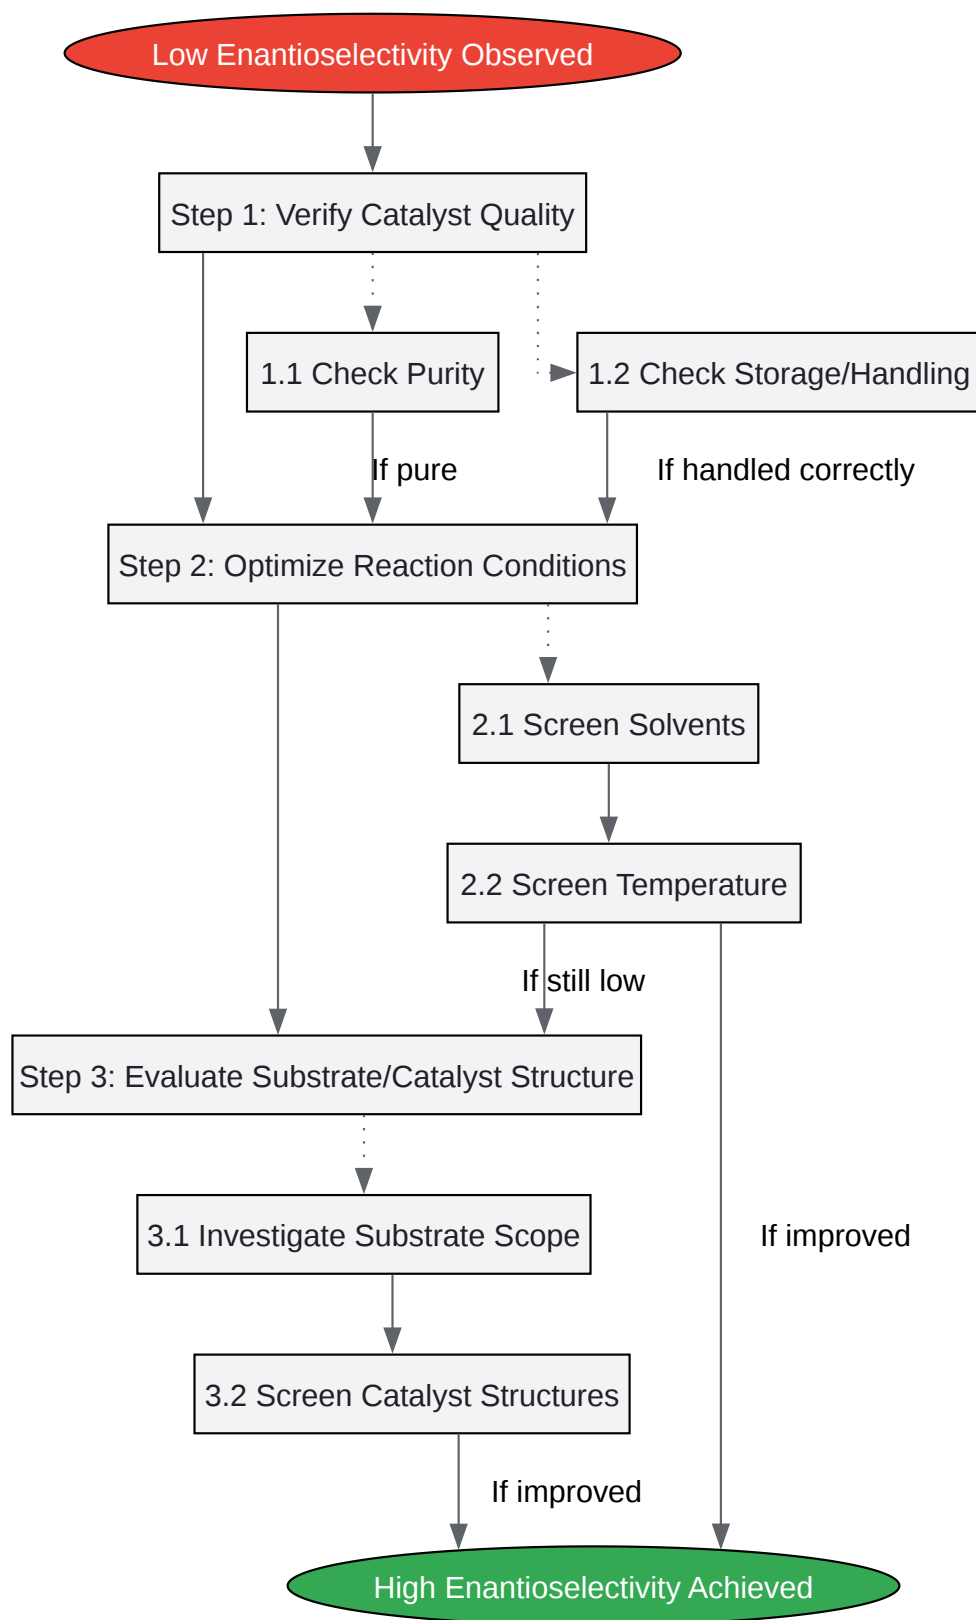 Low Enantioselectivity Observed
Step 1: Verify Catalyst Quality
1.1 Check Purity
1.2 Check Storage/Handling
If pure
If handled correctly
Step 2: Optimize Reaction Conditions
2.1 Screen Solvents
2.2 Screen Temperature
If still low
Step 3: Evaluate Substrate/Catalyst Structure
3.1 Investigate Substrate Scope
If improved
3.2 Screen Catalyst Structures
If improved
High Enantioselectivity Achieved